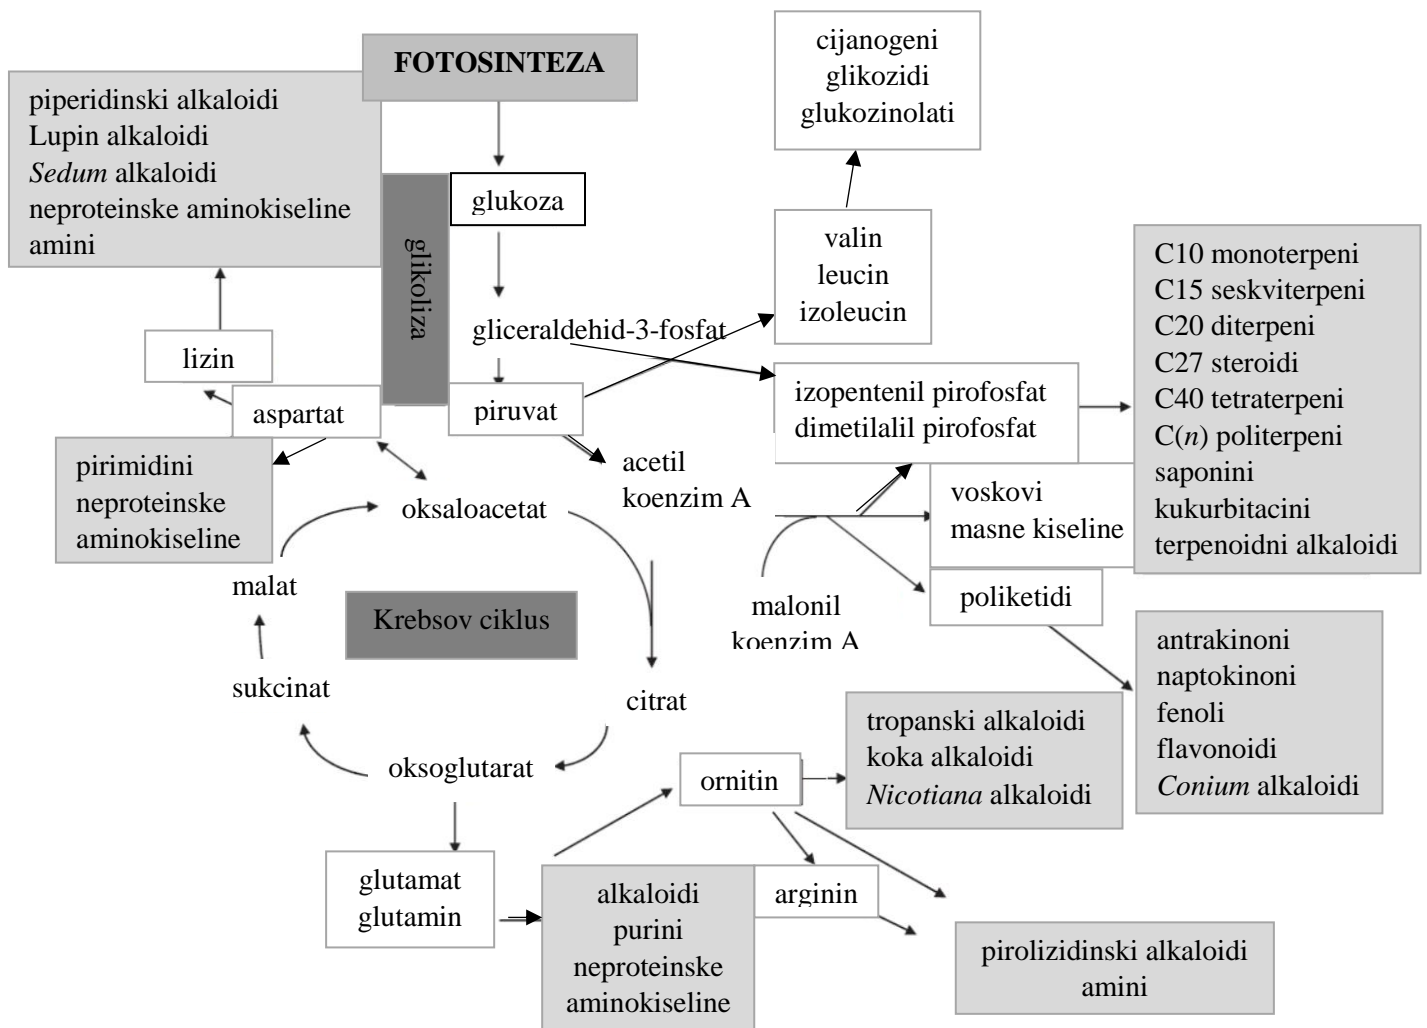 FOTOSINTEZA
cijanogeni
glikozidi
glukozinolati
piperidinski alkaloidi
Lupin alkaloidi
Sedum alkaloidi
neproteinske aminokiseline
amini
glikoliza
glukoza
valin
leucin
izoleucin
C10 monoterpeni
C15 seskviterpeni
C20 diterpeni
C27 steroidi
C40 tetraterpeni
C(n) politerpeni
saponini
kukurbitacini
terpenoidni alkaloidi
gliceraldehid-3-fosfat
lizin
aspartat
piruvat
izopentenil pirofosfat
dimetilalil pirofosfat
pirimidini
neproteinske
aminokiseline
acetil
koenzim A
oksaloacetat
voskovi
masne kiseline
malat
Krebsov ciklus
malonil
koenzim A
poliketidi
antrakinoni
naptokinoni
fenoli
flavonoidi
Conium alkaloidi
sukcinat
citrat
oksoglutarat
ornitin
tropanski alkaloidi
koka alkaloidi
Nicotiana alkaloidi
glutamat
glutamin
alkaloidi
purini
neproteinske
aminokiseline
arginin
pirolizidinski alkaloidi
amini